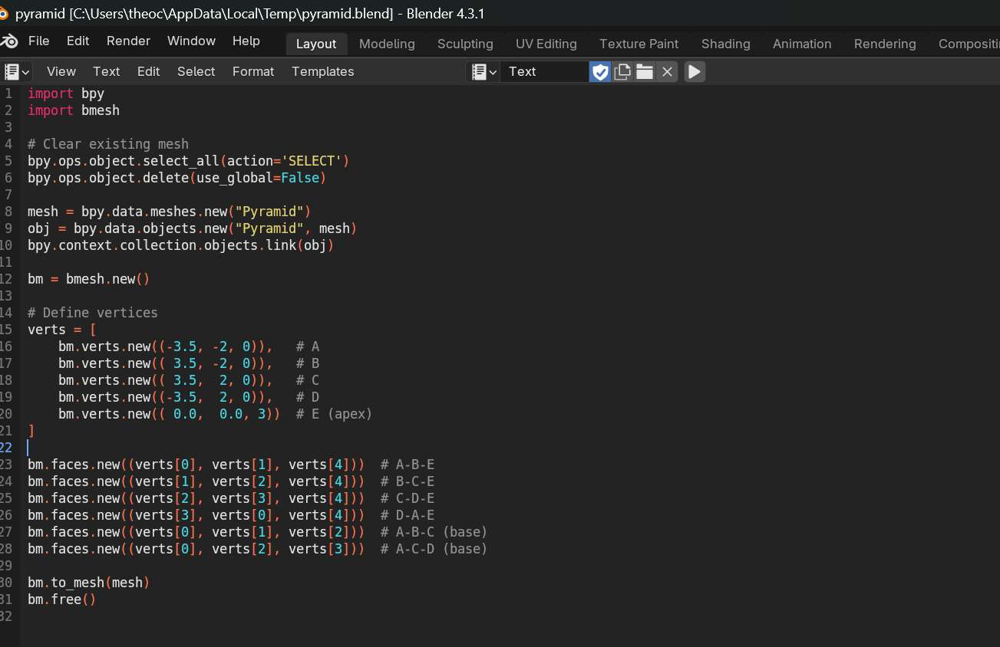 pyramid [C:\Users\theoc\AppData\Local\Temp\pyramid.blend] - Blender 4.3.1
File Edit Render Window Help Layout Modeling Sculpting UV Editing Texture Paint Shading Animation Rendering
View Text Edit Select Format Templates Text
1 import bpy
2 import bmesh
3
4 # Clear existing mesh
5 bpy.ops.object.select_all(action='SELECT')
6 bpy.ops.object.delete(use_global=False)
7
8 mesh = bpy.data.meshes.new("Pyramid")
9 obj = bpy.data.objects.new("Pyramid", mesh)
10 bpy.context.collection.objects.link(obj)
11
12 bm = bmesh.new()
13
14 # Define vertices
15 verts = [
16     bm.verts.new((-3.5, -2, 0)),   # A
17     bm.verts.new(( 3.5, -2, 0)),   # B
18     bm.verts.new(( 3.5,  2, 0)),   # C
19     bm.verts.new((-3.5,  2, 0)),   # D
20     bm.verts.new(( 0.0,  0.0, 3))  # E (apex)
21 ]
22
23 bm.faces.new((verts[0], verts[1], verts[4]))  # A-B-E
24 bm.faces.new((verts[1], verts[2], verts[4]))  # B-C-E
25 bm.faces.new((verts[2], verts[3], verts[4]))  # C-D-E
26 bm.faces.new((verts[3], verts[0], verts[4]))  # D-A-E
27 bm.faces.new((verts[0], verts[1], verts[2]))  # A-B-C (base)
28 bm.faces.new((verts[0], verts[2], verts[3]))  # A-C-D (base)
29
30 bm.to_mesh(mesh)
31 bm.free()
32